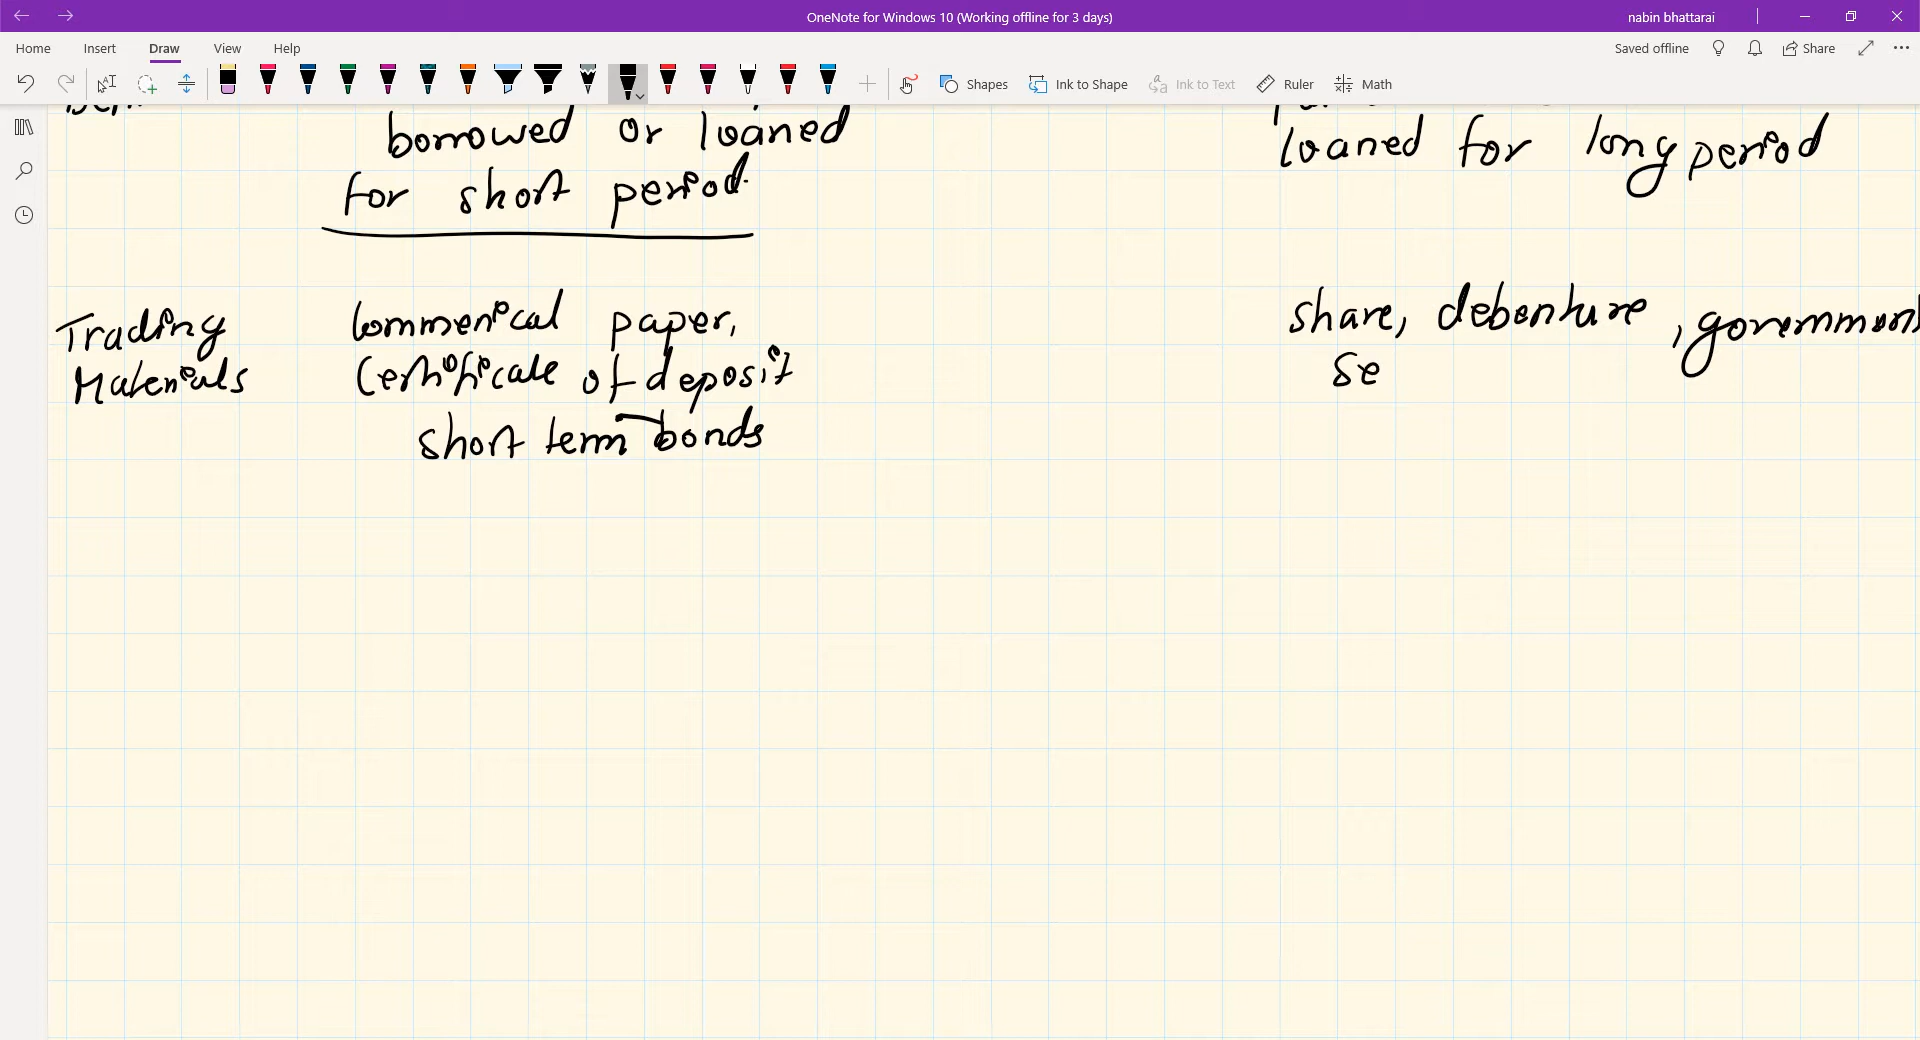 OneNote for Windows 10 (Working offline for 3 days)
nabin bhattarai
Home Insert Draw View Help
Saved offline Share
Shapes Ink to Shape Ink to Text Ruler Math
borrowed or loaned
for short period.
loaned for long period
Trading
Materials
Commerical paper,
Certificate of deposit
short term bonds
share, debenture, government
Se